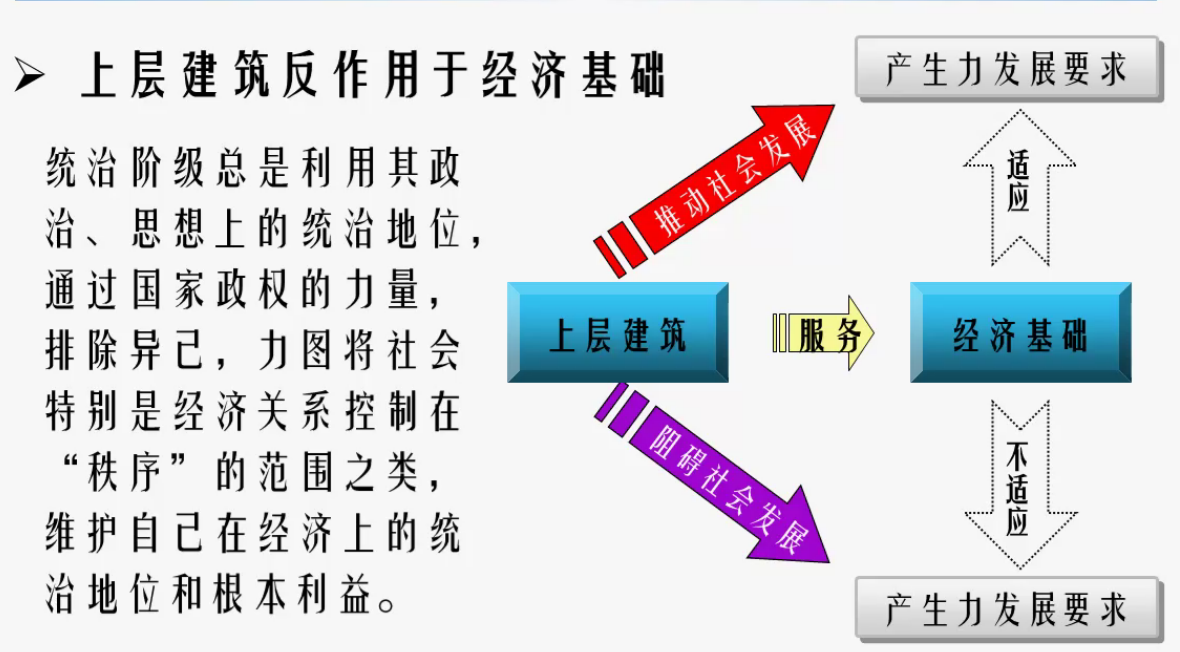 上层建筑反作用于经济基础
统治阶级总是利用其政
治、思想上的统治地位，
通过国家政权的力量，
排除异己，力图将社会
特别是经济关系控制在
“秩序”的范围之类，
维护自己在经济上的统
治地位和根本利益。
产生力发展要求
推动社会发展
适应
上层建筑
服务
经济基础
阻碍社会发展
不适应
产生力发展要求